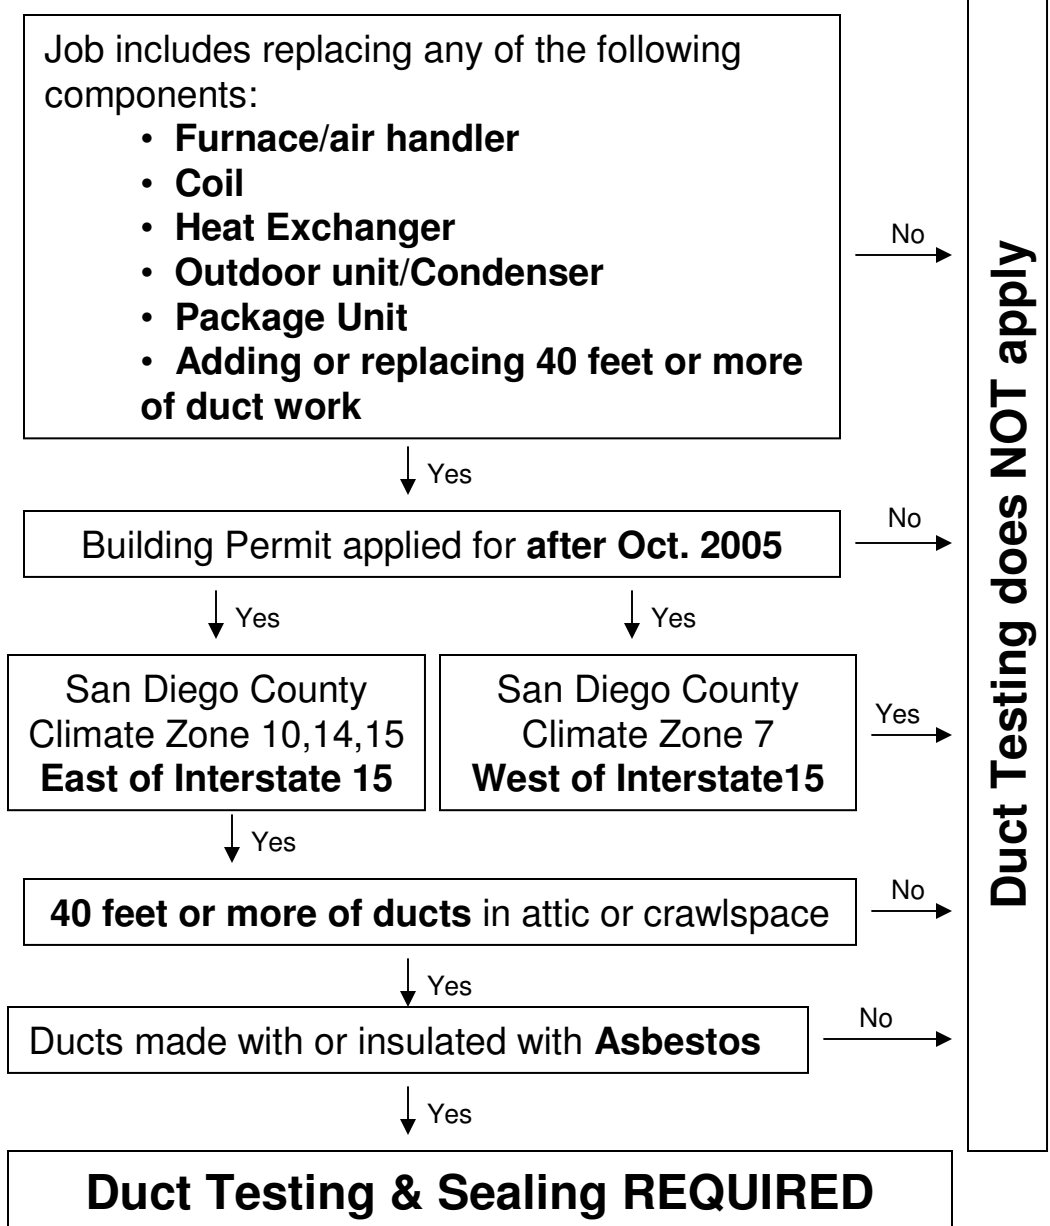 Job includes replacing any of the following
components:
• Furnace/air handler
• Coil
• Heat Exchanger
• Outdoor unit/Condenser
• Package Unit
• Adding or replacing 40 feet or more
of duct work
No
Yes
Building Permit applied for after Oct. 2005
No
Yes
Yes
San Diego County
Climate Zone 10,14,15
East of Interstate 15
San Diego County
Climate Zone 7
West of Interstate15
Yes
Yes
40 feet or more of ducts in attic or crawlspace
No
Yes
Ducts made with or insulated with Asbestos
No
Yes
Duct Testing & Sealing REQUIRED
Duct Testing does NOT apply